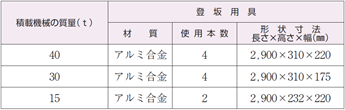 積載機械の質量(t)
登坂用具
材質
使用本数
形状寸法
長さ×高さ×幅(mm)
40 アルミ合金 4 2,900×310×220
30 アルミ合金 4 2,900×310×175
15 アルミ合金 2 2,900×232×220